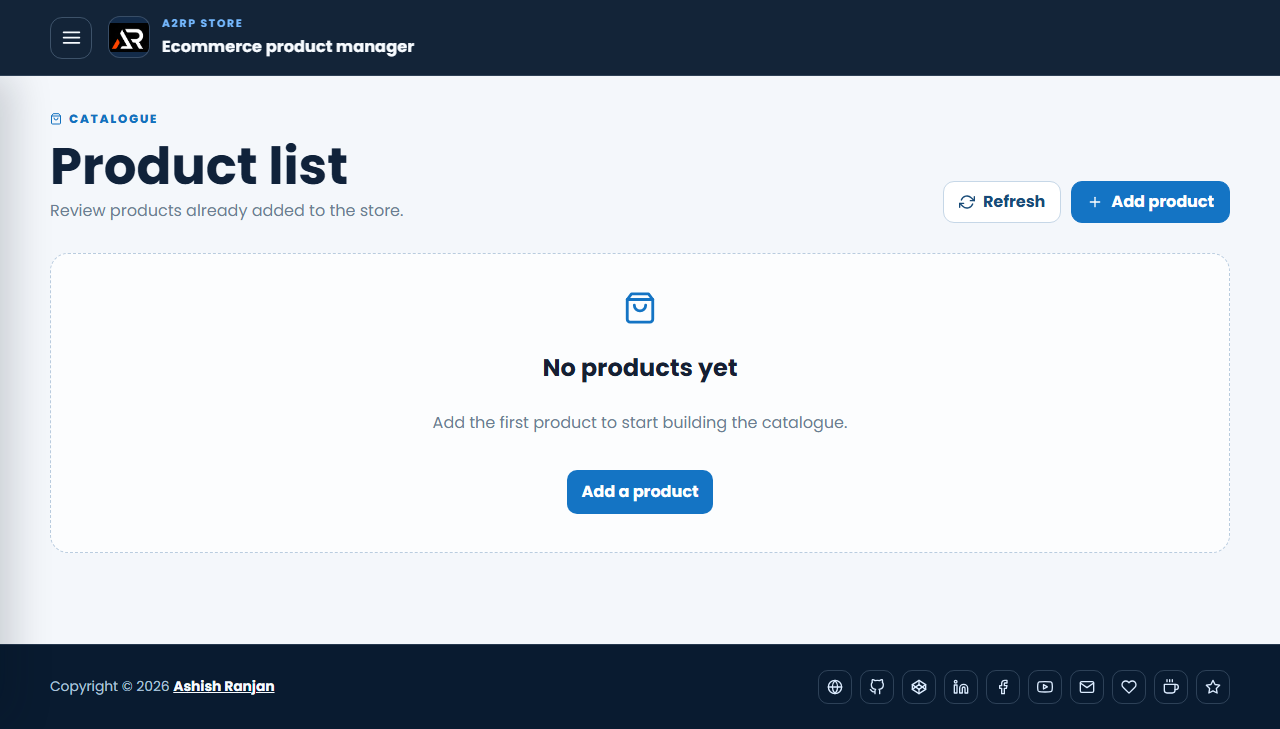 A2RP STORE
Ecommerce product manager
CATALOGUE
Product list
Review products already added to the store.
Refresh
Add product
No products yet
Add the first product to start building the catalogue.
Add a product
Copyright © 2026 Ashish Ranjan